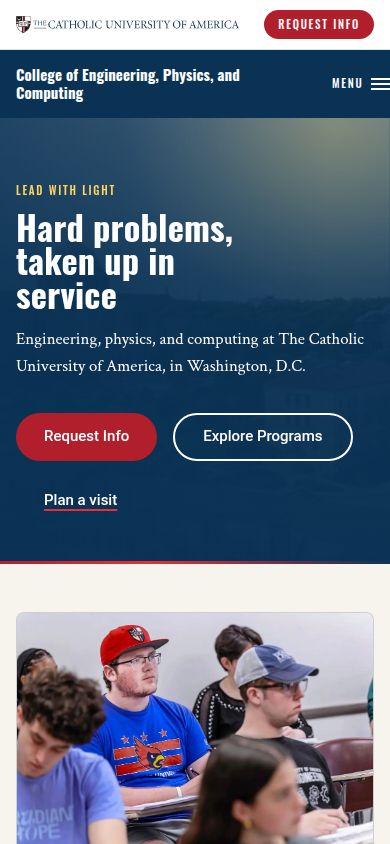 THE CATHOLIC UNIVERSITY OF AMERICA
REQUEST INFO
College of Engineering, Physics, and
Computing
MENU
LEAD WITH LIGHT
Hard problems,
taken up in
service
Engineering, physics, and computing at The Catholic
University of America, in Washington, D.C.
Request Info
Explore Programs
Plan a visit